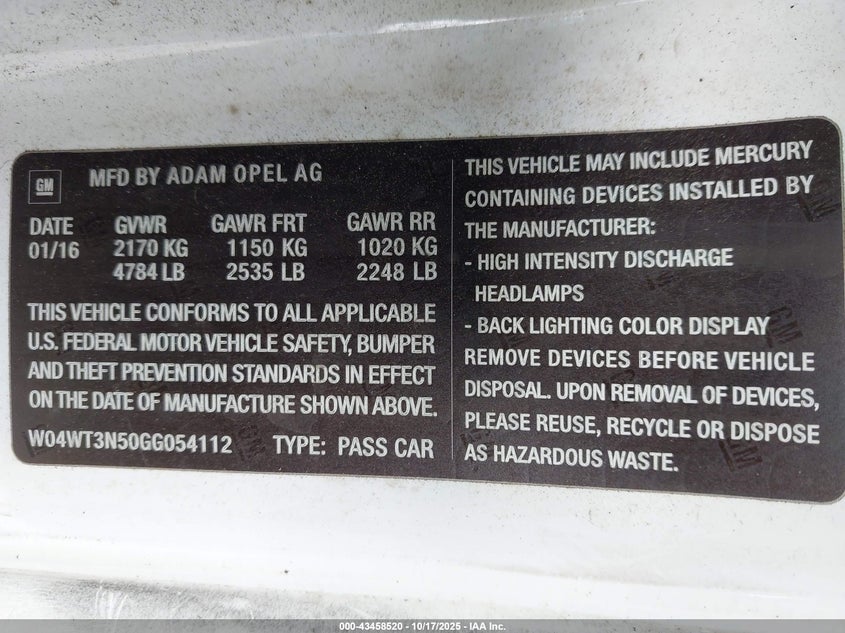 GM MFD BY ADAM OPEL AG
DATE GVWR GAWR FRT GAWR RR
01/16 2170 KG 1150 KG 1020 KG
4784 LB 2535 LB 2248 LB
THIS VEHICLE CONFORMS TO ALL APPLICABLE
U.S. FEDERAL MOTOR VEHICLE SAFETY, BUMPER
AND THEFT PREVENTION STANDARDS IN EFFECT
ON THE DATE OF MANUFACTURE SHOWN ABOVE.
W04WT3N50GG054112 TYPE: PASS CAR
THIS VEHICLE MAY INCLUDE MERCURY
CONTAINING DEVICES INSTALLED BY
THE MANUFACTURER:
- HIGH INTENSITY DISCHARGE
HEADLAMPS
- BACK LIGHTING COLOR DISPLAY
REMOVE DEVICES BEFORE VEHICLE
DISPOSAL. UPON REMOVAL OF DEVICES,
PLEASE REUSE, RECYCLE OR DISPOSE
AS HAZARDOUS WASTE.
000-43458520 - 10/17/2025 - IAA Inc.